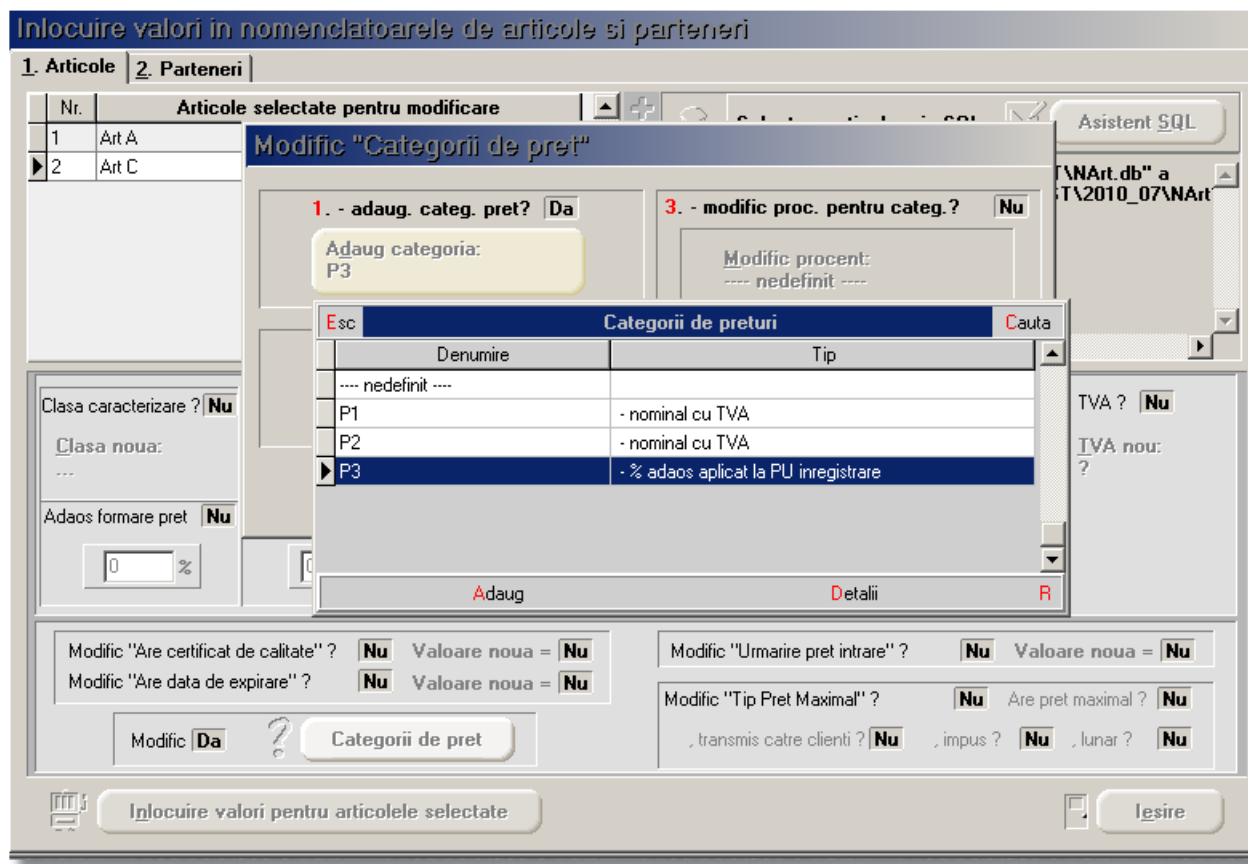 Inlocuire valori in nomenclatoarele de articole si parteneri
1. Articole 2. Parteneri
Nr. Articole selectate pentru modificare
Asistent SQL
1 Art A
2 Art C
T\NArt.db" a
ST\2010_07\NArt
Modific "Categorii de pret"
1. - adaug. categ. pret? Da
3. - modific proc. pentru categ.? Nu
Adaug categoria:
P3
Modific procent:
---- nedefinit ----
Esc Categorii de preturi Cauta
Denumire Tip
---- nedefinit ----
P1 - nominal cu TVA
P2 - nominal cu TVA
P3 - % adaos aplicat la PU inregistrare
Adaug Detalii R
Clasa caracterizare ? Nu
Clasa noua:
---
TVA ? Nu
TVA nou:
?
Adaos formare pret Nu
0 %
Modific "Are certificat de calitate" ? Nu Valoare noua = Nu
Modific "Are data de expirare" ? Nu Valoare noua = Nu
Modific Da ? Categorii de pret
Modific "Urmarire pret intrare" ? Nu Valoare noua = Nu
Modific "Tip Pret Maximal" ? Nu Are pret maximal ? Nu
, transmis catre clienti ? Nu , impus ? Nu , lunar ? Nu
Inlocuire valori pentru articolele selectate
Iesire